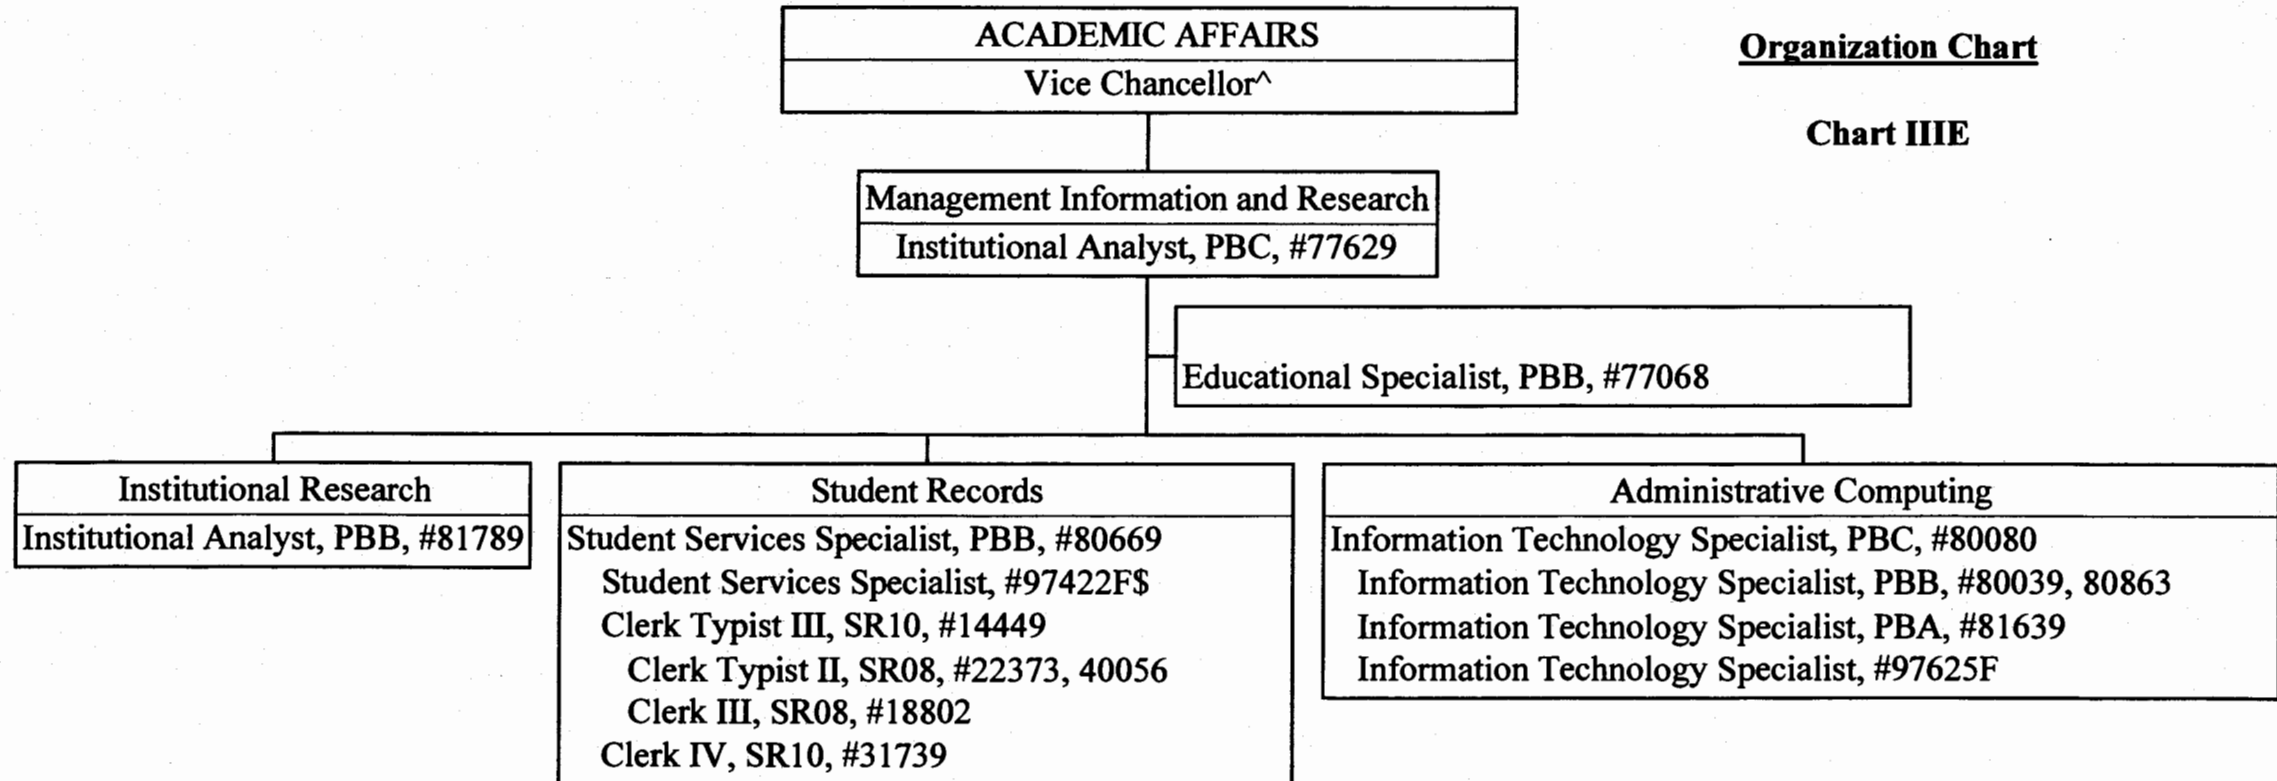 ACADEMIC AFFAIRS
Vice Chancellor^
Organization Chart
Chart IIIE
Management Information and Research
Institutional Analyst, PBC, #77629
Educational Specialist, PBB, #77068
Institutional Research
Institutional Analyst, PBB, #81789
Student Records
Student Services Specialist, PBB, #80669
Student Services Specialist, #97422F$
Clerk Typist III, SR10, #14449
Clerk Typist II, SR08, #22373, 40056
Clerk III, SR08, #18802
Clerk IV, SR10, #31739
Administrative Computing
Information Technology Specialist, PBC, #80080
Information Technology Specialist, PBB, #80039, 80863
Information Technology Specialist, PBA, #81639
Information Technology Specialist, #97625F